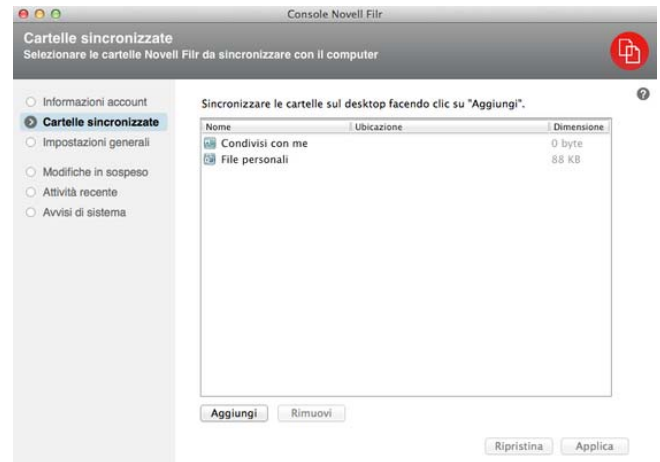 Console Novell Filr
Cartelle sincronizzate
Selezionare le cartelle Novell Filr da sincronizzare con il computer
Informazioni account
Cartelle sincronizzate
Impostazioni generali
Modifiche in sospeso
Attività recente
Avvisi di sistema
Sincronizzare le cartelle sul desktop facendo clic su "Aggiungi".
?
Nome Ubicazione Dimensione
Condivisi con me 0 byte
File personali 88 KB
Aggiungi Rimuovi
Ripristina Applica